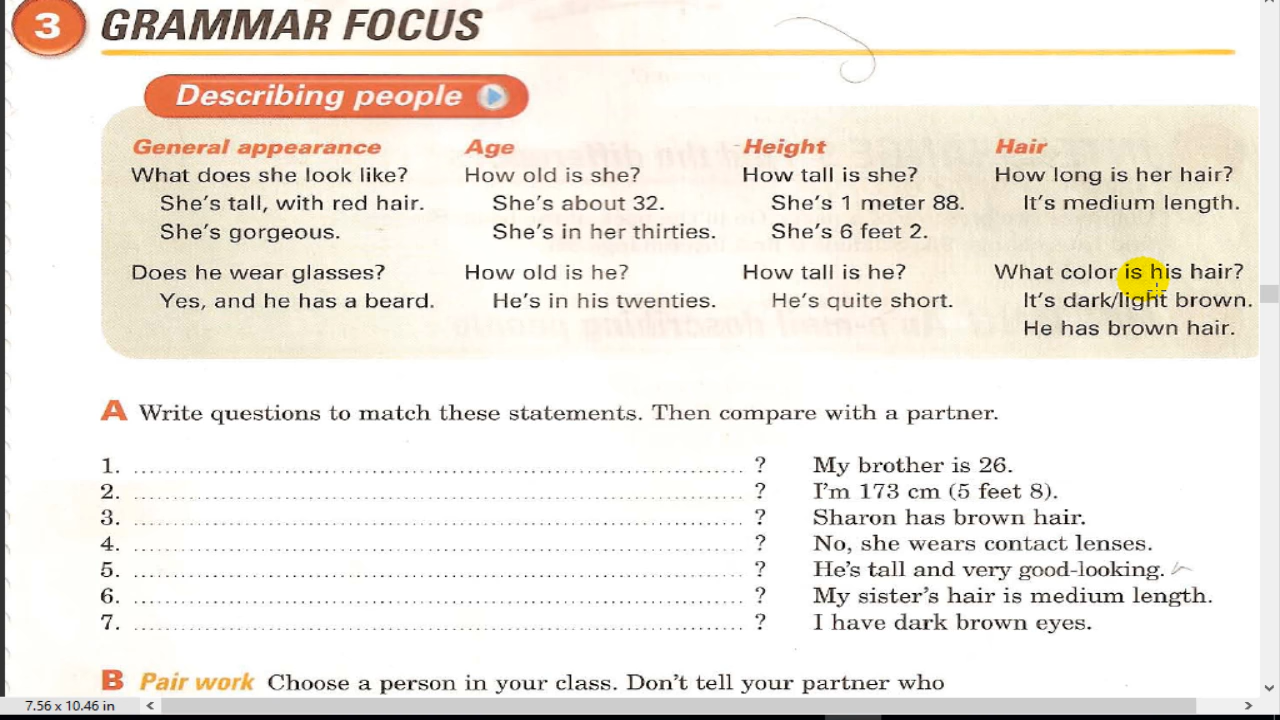 3 GRAMMAR FOCUS
Describing people
General appearance
What does she look like?
She's tall, with red hair.
She's gorgeous.
Does he wear glasses?
Yes, and he has a beard.
Age
How old is she?
She's about 32.
She's in her thirties.
How old is he?
He's in his twenties.
Height
How tall is she?
She's 1 meter 88.
She's 6 feet 2.
How tall is he?
He's quite short.
Hair
How long is her hair?
It's medium length.
What color is his hair?
It's dark/light brown.
He has brown hair.
A Write questions to match these statements. Then compare with a partner.
1. ? My brother is 26.
2. ? I'm 173 cm (5 feet 8).
3. ? Sharon has brown hair.
4. ? No, she wears contact lenses.
5. ? He's tall and very good-looking.
6. ? My sister's hair is medium length.
7. ? I have dark brown eyes.
B Pair work Choose a person in your class. Don't tell your partner who
7.56 x 10.46 in